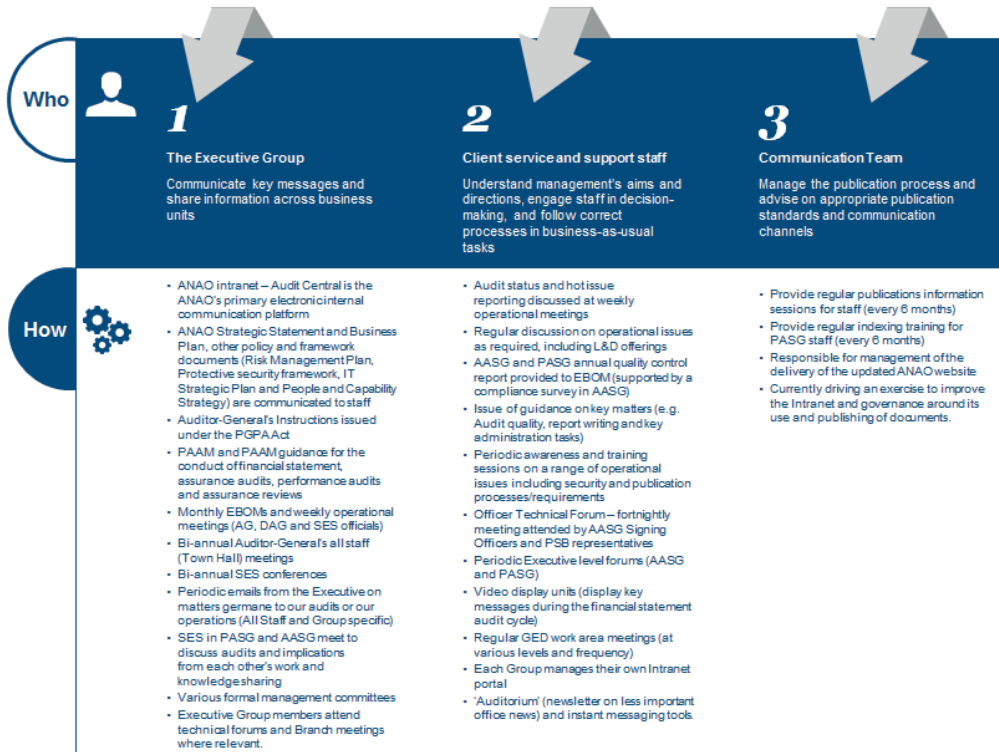 Who
1
The Executive Group
Communicate key messages and
share information across business
units
2
Client service and support staff
Understand management's aims and
directions, engage staff in decision-
making, and follow correct
processes in business-as-usual
tasks
3
Communication Team
Manage the publication process and
advise on appropriate publication
standards and communication
channels
How
• ANAO intranet – Audit Central is the
ANAO's primary electronic internal
communication platform
• ANAO Strategic Statement and Business
Plan, other policy and framework
documents (Risk Management Plan,
Protective security framework, IT
Strategic Plan and People and Capability
Strategy) are communicated to staff
• Auditor-General's Instructions issued
under the PGPA Act
• PAAM and PAAM guidance for the
conduct of financial statement,
assurance audits, performance audits
and assurance reviews
• Monthly EBOMs and weekly operational
meetings (AG, DAG and SES officials)
• Bi-annual Auditor-General's all staff
(Town Hall) meetings
• Bi-annual SES conferences
• Periodic emails from the Executive on
matters germane to our audits or our
operations (All Staff and Group specific)
• SES in PASG and AASG meet to
discuss audits and implications
from each other's work and
knowledge sharing
• Various formal management committees
• Executive Group members attend
technical forums and Branch meetings
where relevant.
• Audit status and hot issue
reporting discussed at weekly
operational meetings
• Regular discussion on operational issues
as required, including L&D offerings
• AASG and PASG annual quality control
report provided to EBOM (supported by a
compliance survey in AASG)
• Issue of guidance on key matters (e.g.
Audit quality, report writing and key
administration tasks)
• Periodic awareness and training
sessions on a range of operational
issues including security and publication
processes/requirements
• Officer Technical Forum – fortnightly
meeting attended by AASG Signing
Officers and PSB representatives
• Periodic Executive level forums (AASG
and PASG)
• Video display units (display key
messages during the financial statement
audit cycle)
• Regular GED work area meetings (at
various levels and frequency)
• Each Group manages their own Intranet
portal
• 'Auditorium' (newsletter on less important
office news) and instant messaging tools.
• Provide regular publications information
sessions for staff (every 6 months)
• Provide regular indexing training for
PASG staff (every 6 months)
• Responsible for management of the
delivery of the updated ANAO website
• Currently driving an exercise to improve
the Intranet and governance around its
use and publishing of documents.